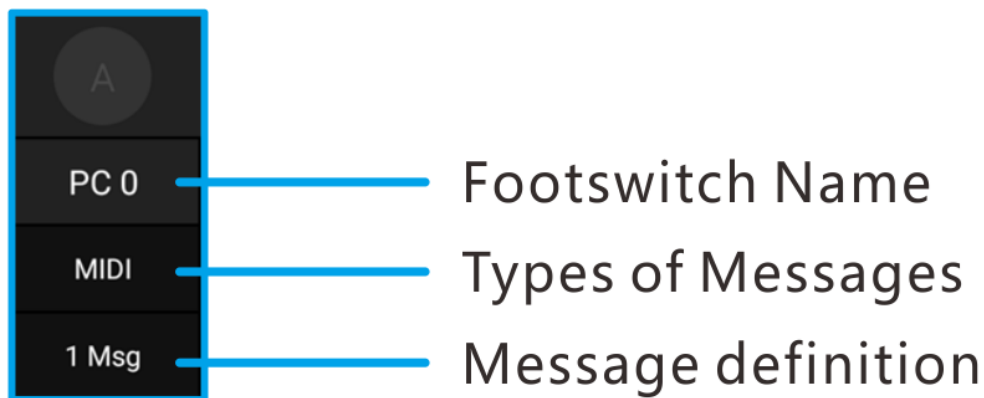 A
PC 0
Footswitch Name
MIDI
Types of Messages
1 Msg
Message definition